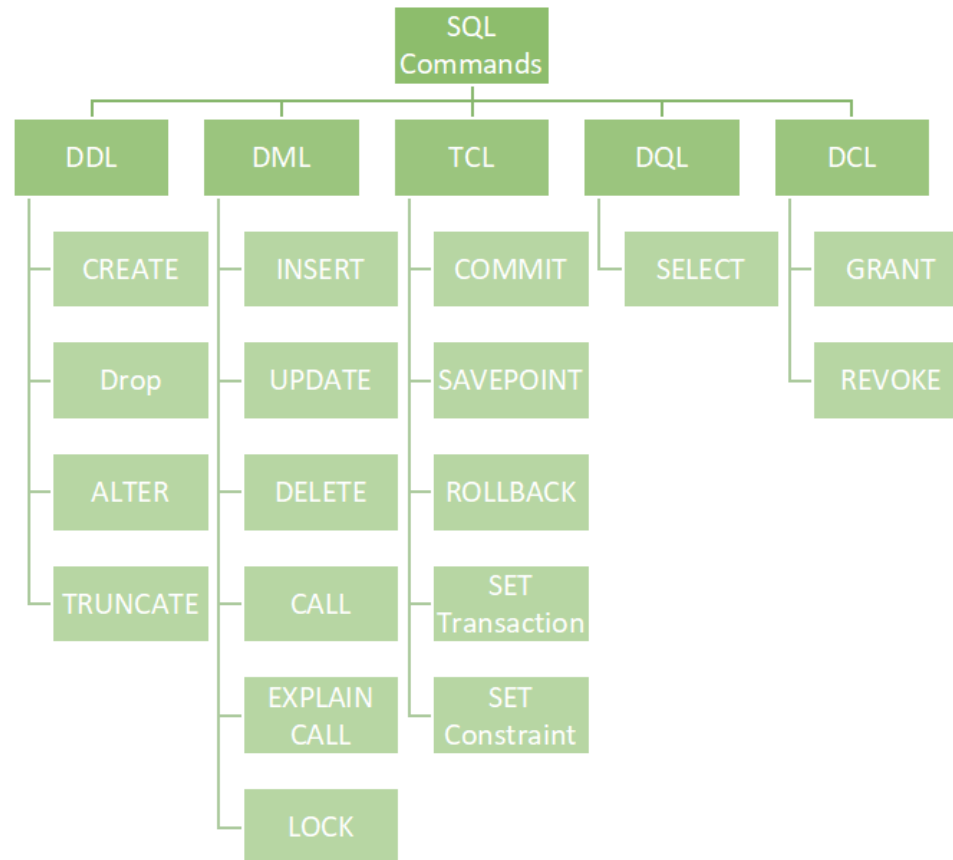 SQL
Commands
DDL
DML
TCL
DQL
DCL
CREATE
INSERT
COMMIT
SELECT
GRANT
Drop
UPDATE
SAVEPOINT
REVOKE
ALTER
DELETE
ROLLBACK
TRUNCATE
CALL
SET
Transaction
EXPLAIN
CALL
SET
Constraint
LOCK